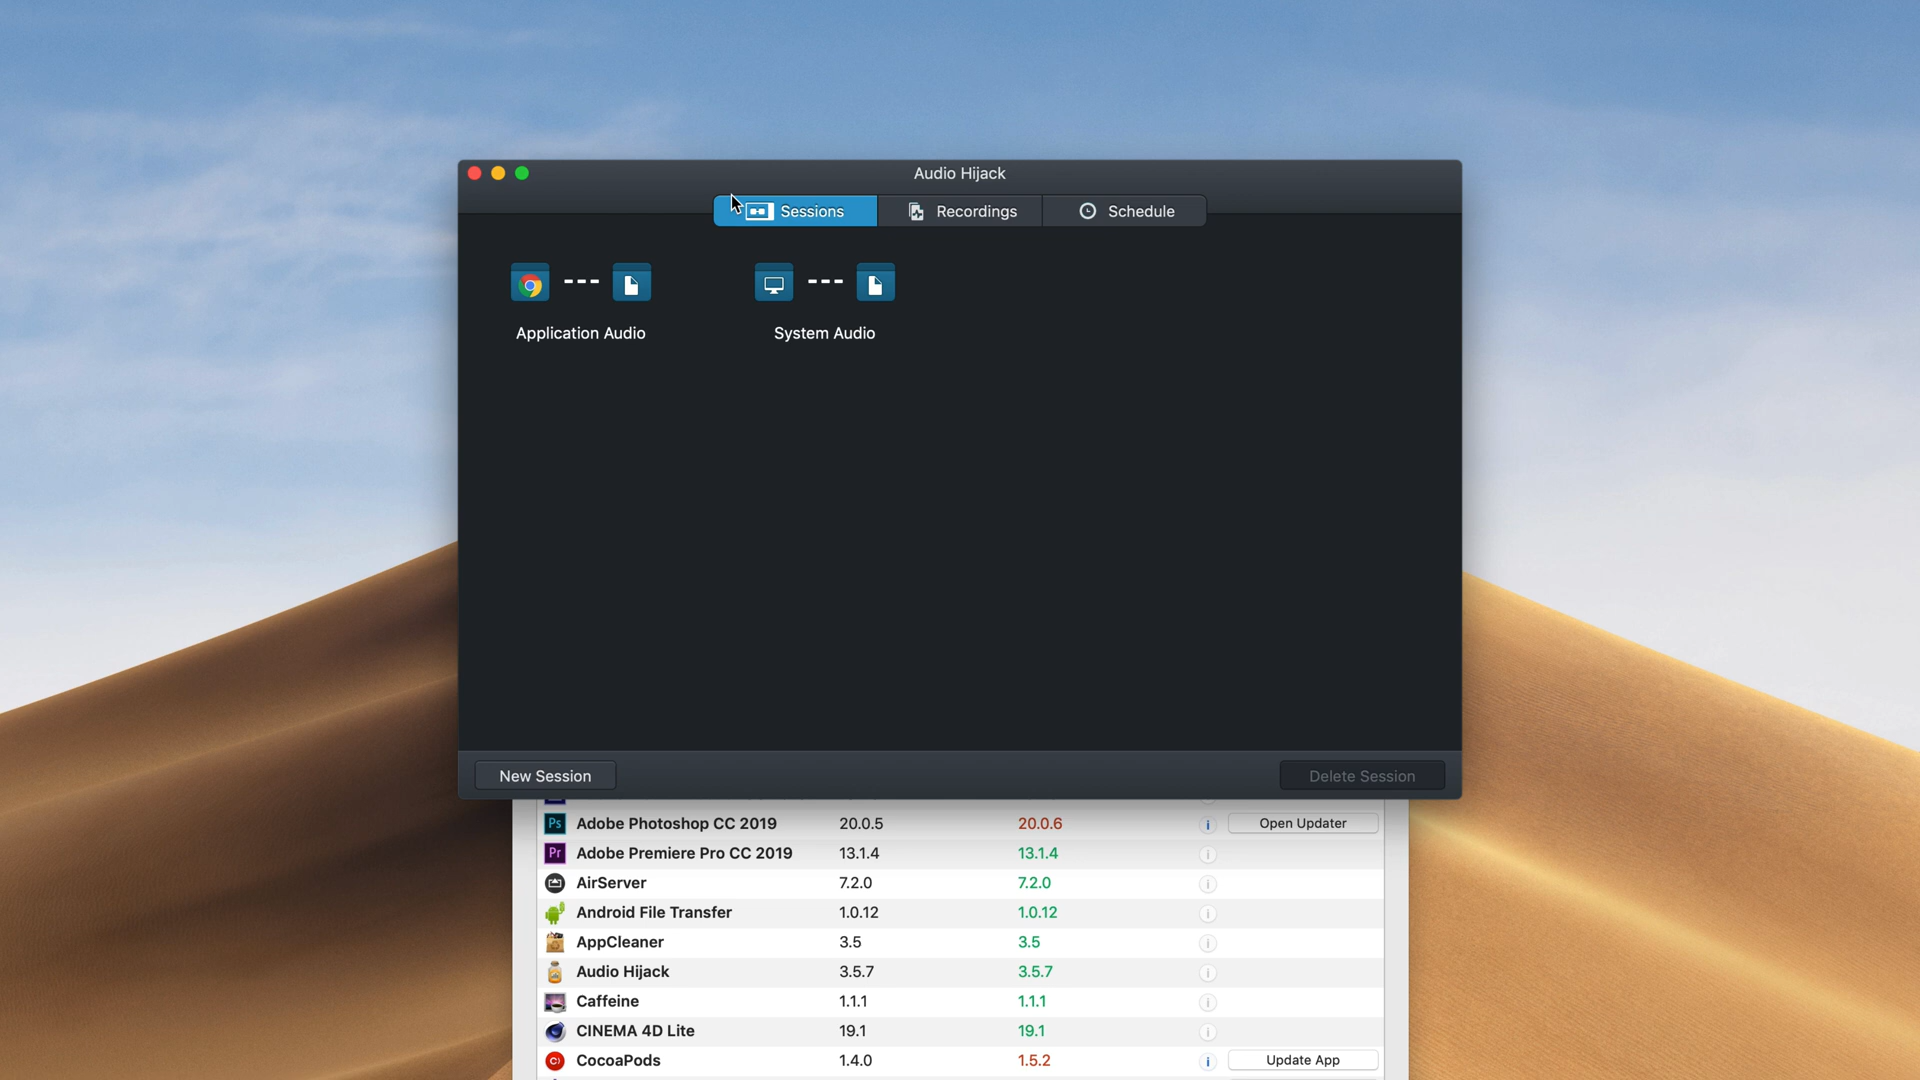 Audio Hijack
Sessions Recordings Schedule
Application Audio System Audio
New Session Delete Session
Ps Adobe Photoshop CC 2019 20.0.5 20.0.6 i Open Updater
Pr Adobe Premiere Pro CC 2019 13.1.4 13.1.4 i
AirServer 7.2.0 7.2.0 i
Android File Transfer 1.0.12 1.0.12 i
AppCleaner 3.5 3.5 i
Audio Hijack 3.5.7 3.5.7 i
Caffeine 1.1.1 1.1.1 i
CINEMA 4D Lite 19.1 19.1 i
CocoaPods 1.4.0 1.5.2 i Update App